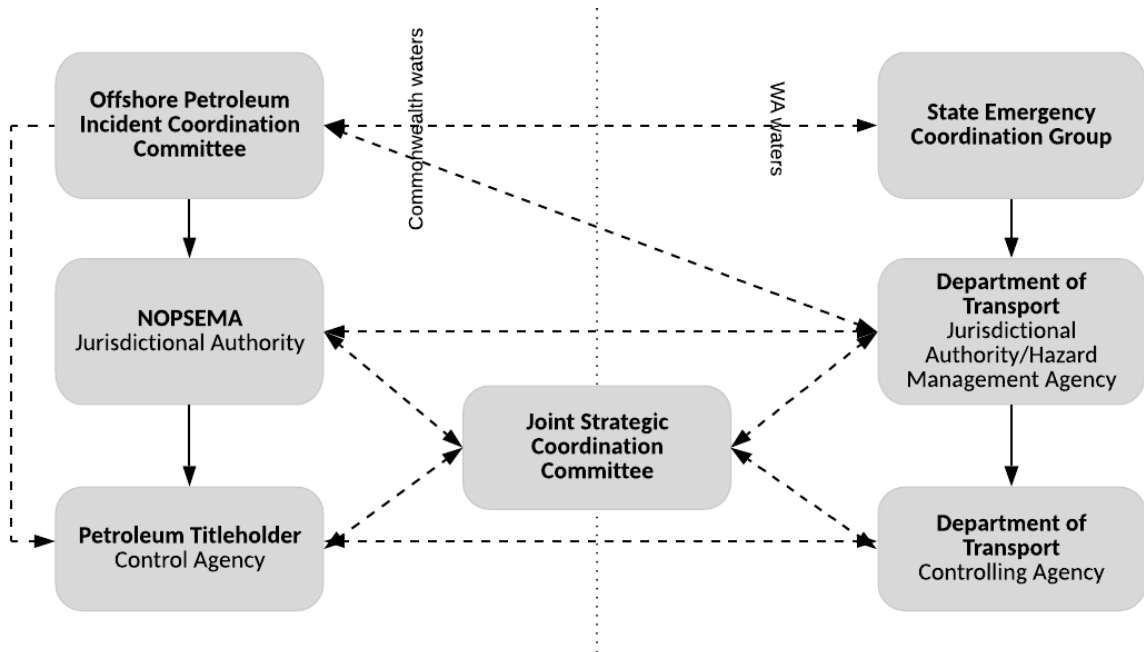 Offshore Petroleum
Incident Coordination
Committee
Commonwealth waters
WA waters
State Emergency
Coordination Group
NOPSEMA
Jurisdictional Authority
Department of
Transport
Jurisdictional
Authority/Hazard
Management Agency
Joint Strategic
Coordination
Committee
Petroleum Titleholder
Control Agency
Department of
Transport
Controlling Agency